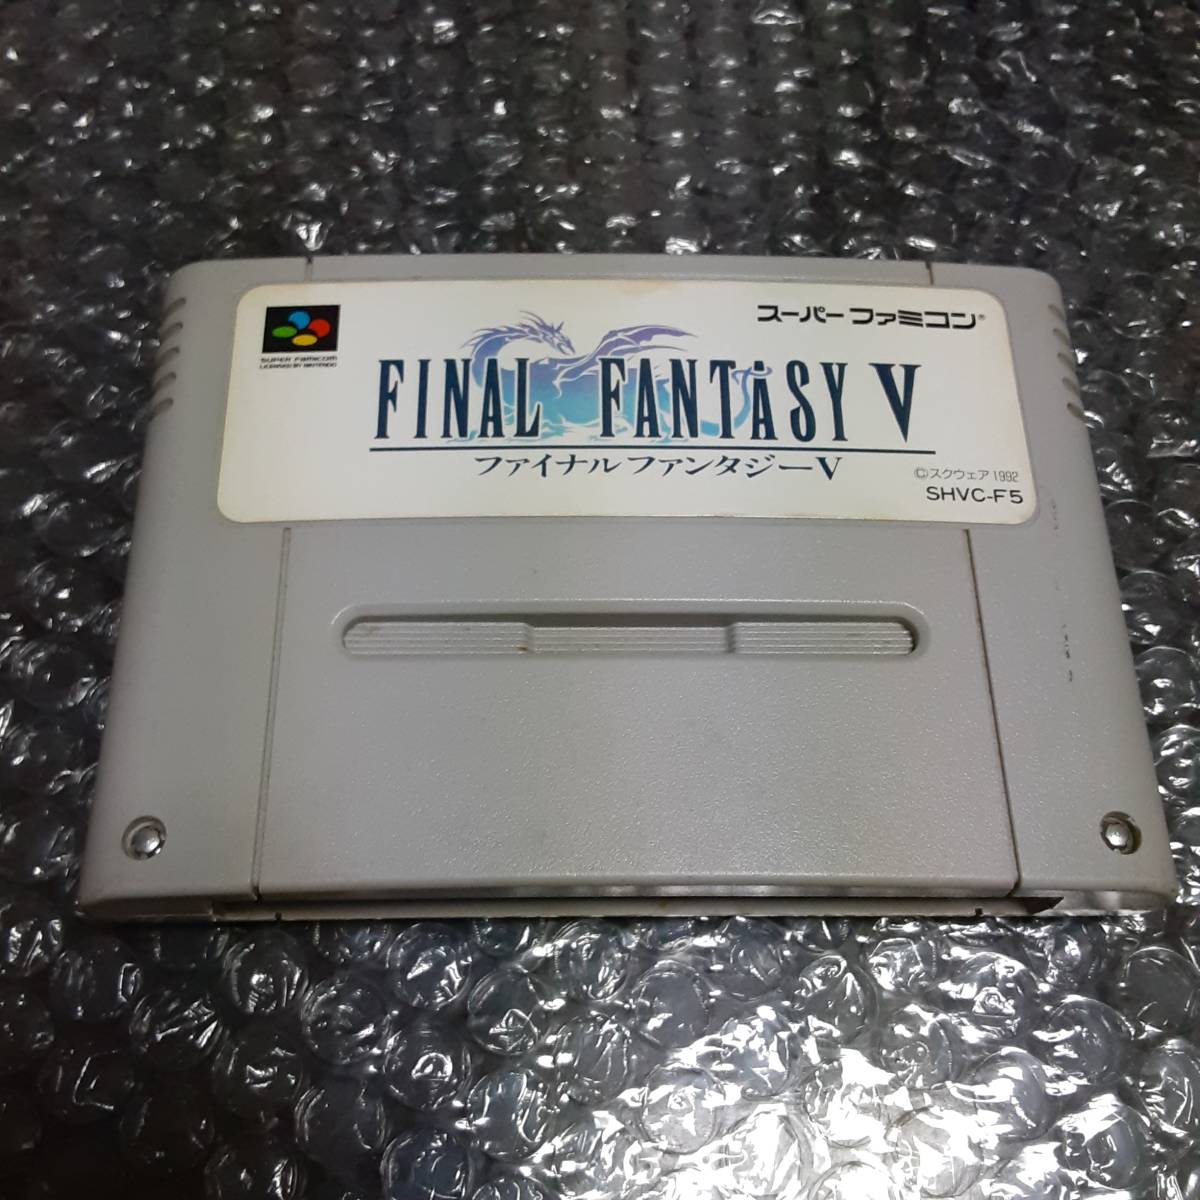 SUPER FAMICOM
LICENSED BY NINTENDO
スーパーファミコン®
FINAL FANTASY V
ファイナルファンタジーV
©スクウェア 1992
SHVC-F5